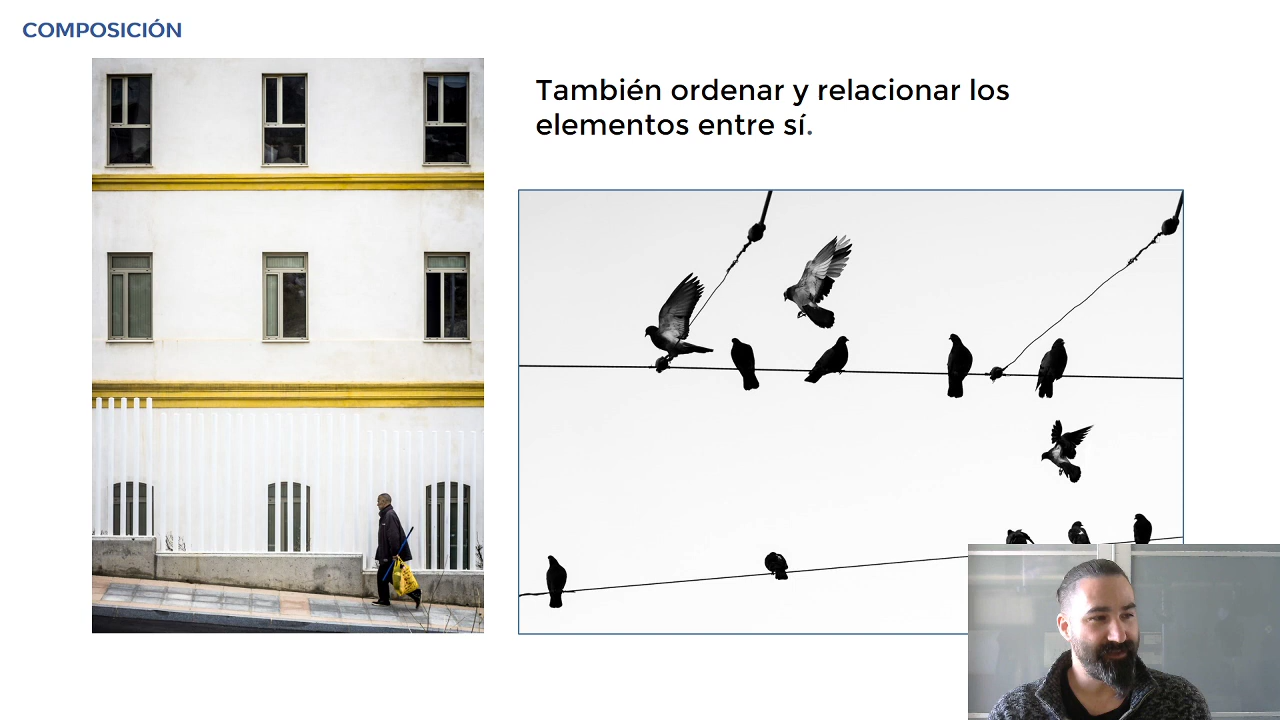 COMPOSICIÓN
También ordenar y relacionar los
elementos entre sí.